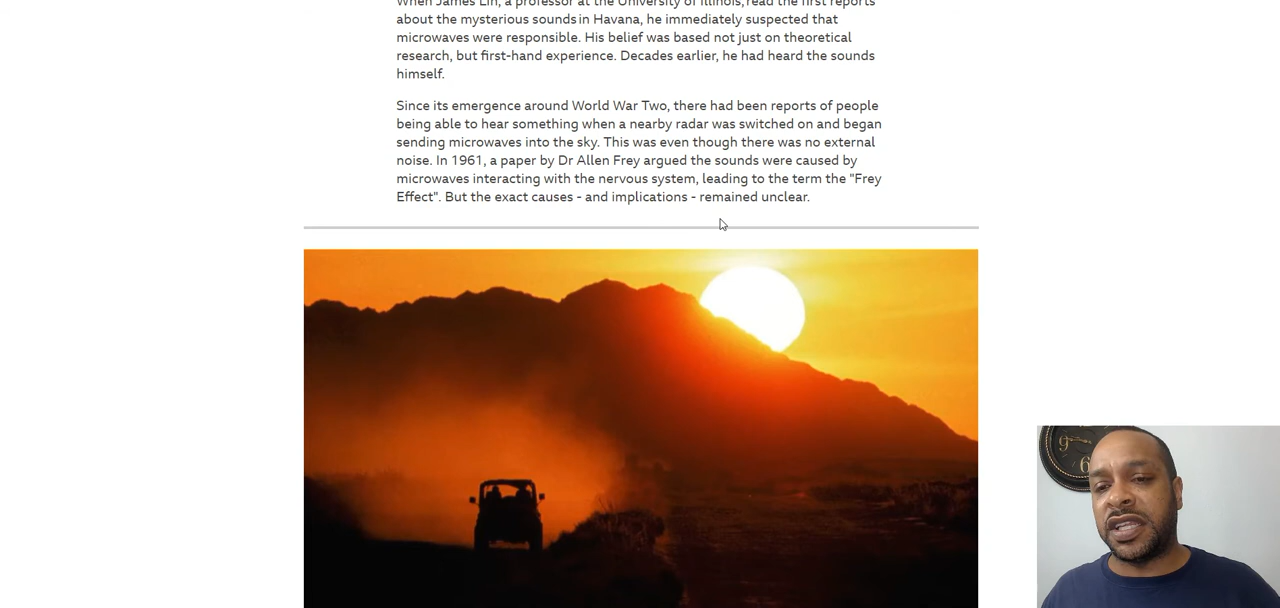 When James Lin, a professor at the University of Illinois, read the first reports
about the mysterious sounds in Havana, he immediately suspected that
microwaves were responsible. His belief was based not just on theoretical
research, but first-hand experience. Decades earlier, he had heard the sounds
himself.
Since its emergence around World War Two, there had been reports of people
being able to hear something when a nearby radar was switched on and began
sending microwaves into the sky. This was even though there was no external
noise. In 1961, a paper by Dr Allen Frey argued the sounds were caused by
microwaves interacting with the nervous system, leading to the term the "Frey
Effect". But the exact causes - and implications - remained unclear.
9
6